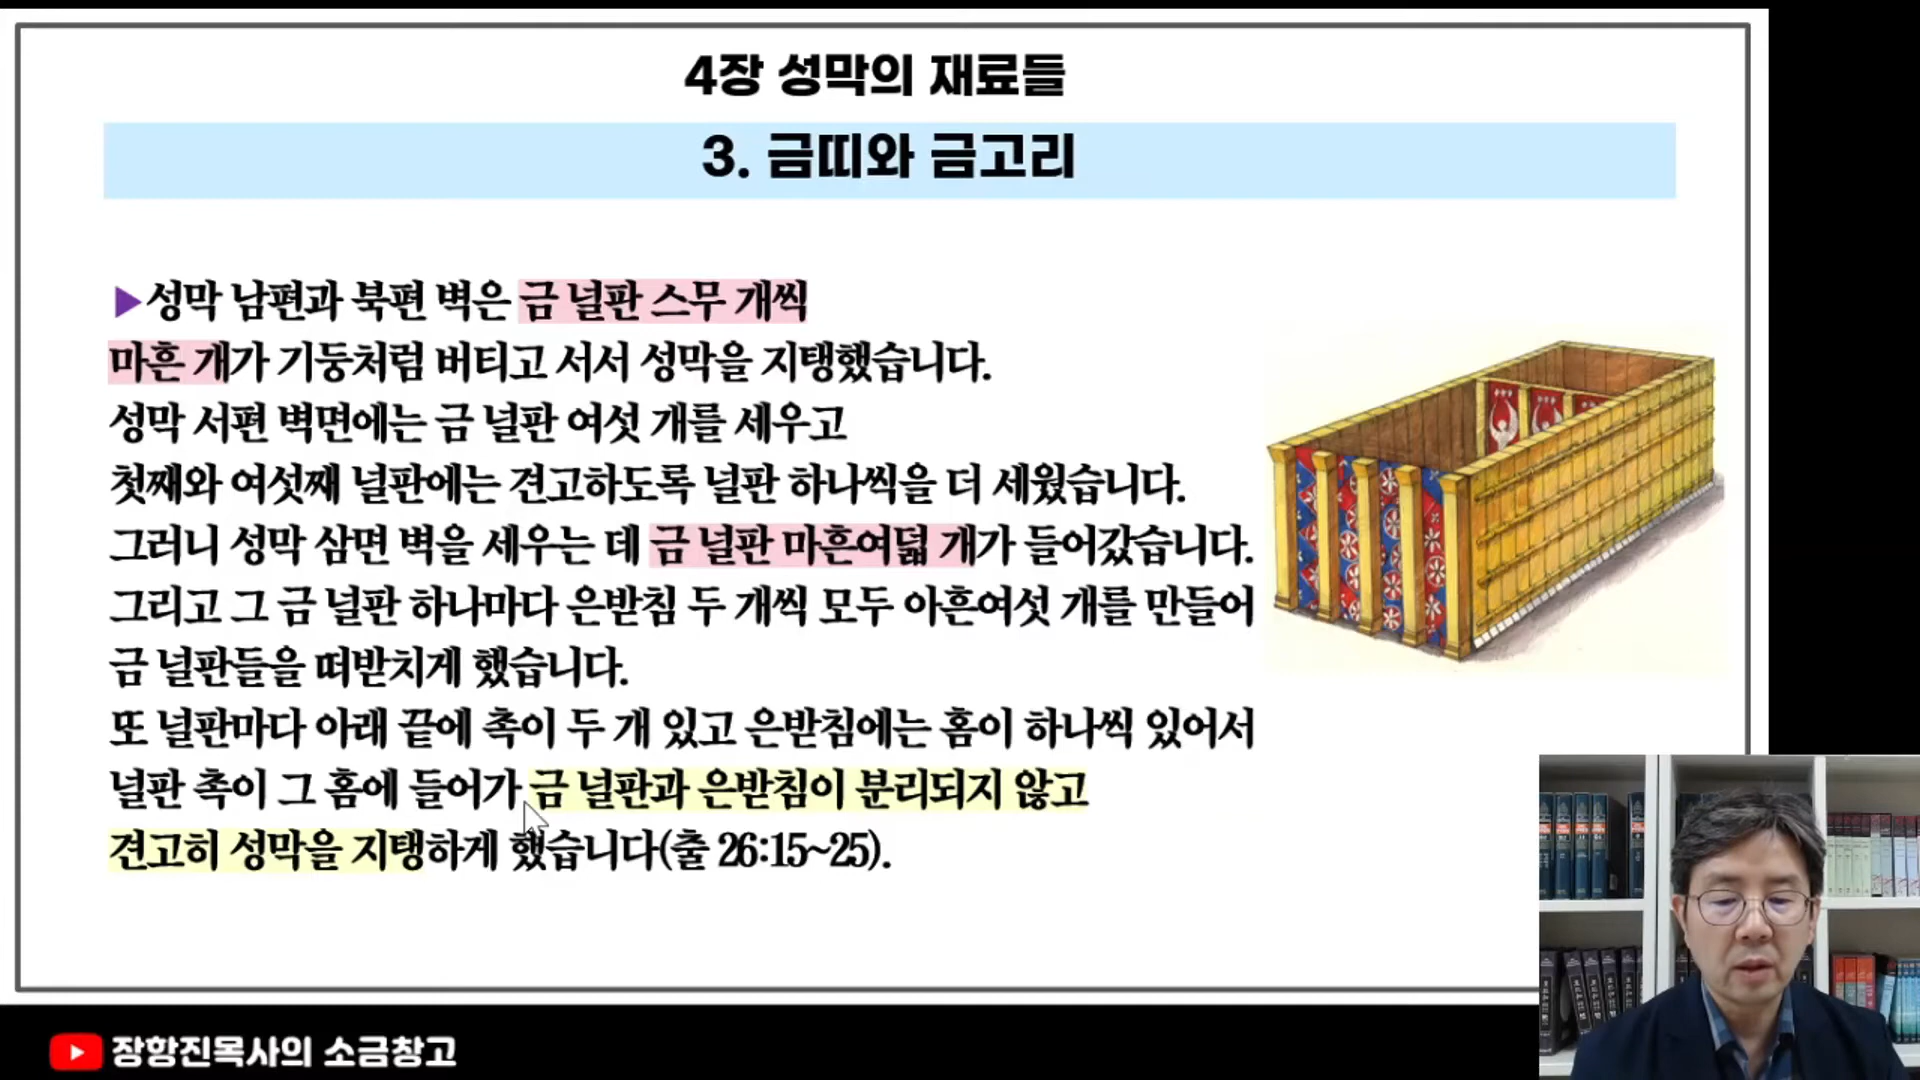 4장 성막의 재료들
3. 금띠와 금고리
▶성막 남편과 북편 벽은 금 널판 스무 개씩
마흔 개가 기둥처럼 버티고 서서 성막을 지탱했습니다.
성막 서편 벽면에는 금 널판 여섯 개를 세우고
첫째와 여섯째 널판에는 견고하도록 널판 하나씩을 더 세웠습니다.
그러니 성막 삼면 벽을 세우는 데 금 널판 마흔여덟 개가 들어갔습니다.
그리고 그 금 널판 하나마다 은받침 두 개씩 모두 아흔여섯 개를 만들어
금 널판들을 떠받치게 했습니다.
또 널판마다 아래 끝에 촉이 두 개 있고 은받침에는 홈이 하나씩 있어서
널판 촉이 그 홈에 들어가 금 널판과 은받침이 분리되지 않고
견고히 성막을 지탱하게 했습니다(출 26:15~25).
장항진목사의 소금창고